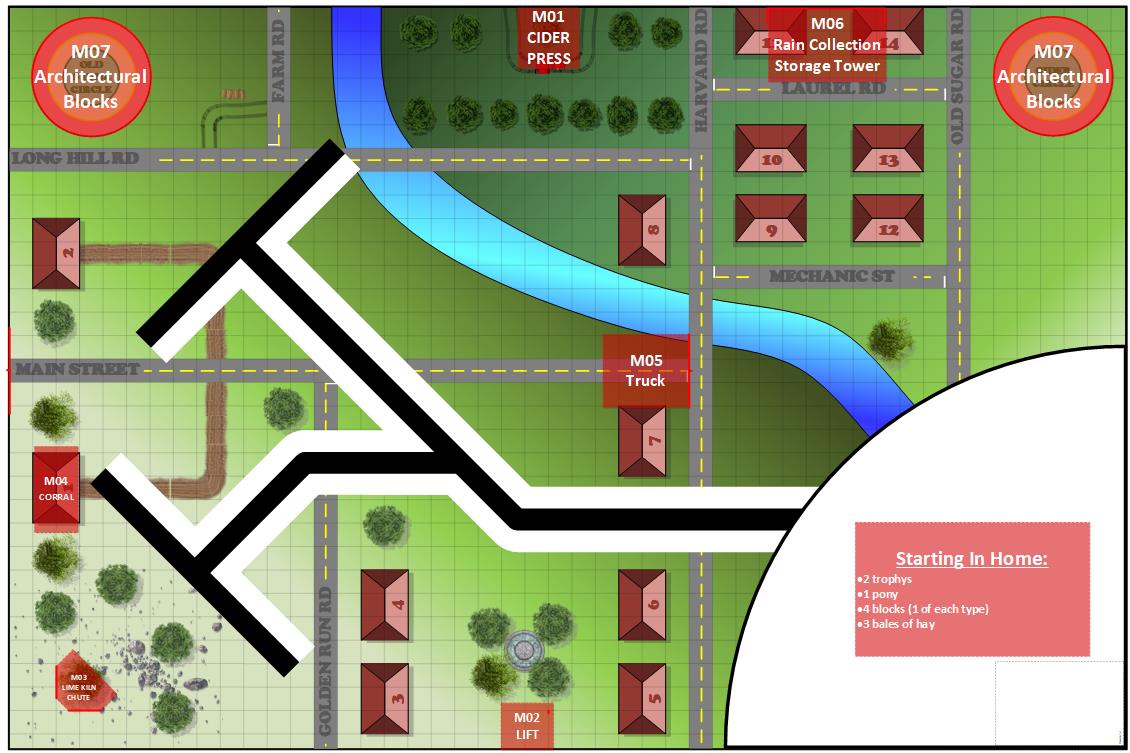 M01
CIDER
PRESS
M06
Rain Collection
Storage Tower
14
M07
Architectural
Blocks
OLD
CIRCLE
FARM RD
HARVARD RD
OLD SUGAR RD
M07
Architectural
Blocks
CIRCLE
LAUREL RD
LONG HILL RD
10
13
2
8
9
12
MECHANIC ST
MAIN STREET
M05
Truck
7
M04
CORRAL
Starting In Home:
•2 trophys
•1 pony
•4 blocks (1 of each type)
•3 bales of hay
4
6
GOLDEN RUN RD
M03
LIME KILN
CHUTE
3
5
M02
LIFT